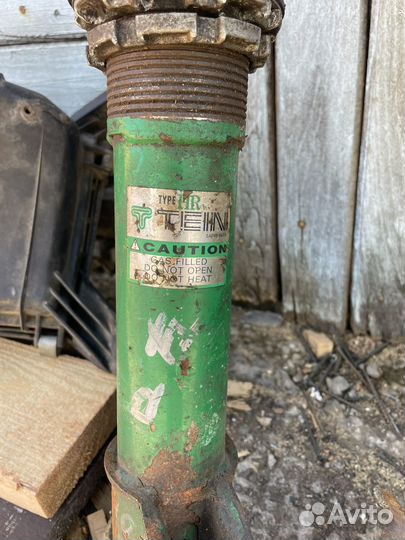 TYPE HR
TEIN
CAUTION
GAS FILLED
DO NOT OPEN
DO NOT HEAT
Avito